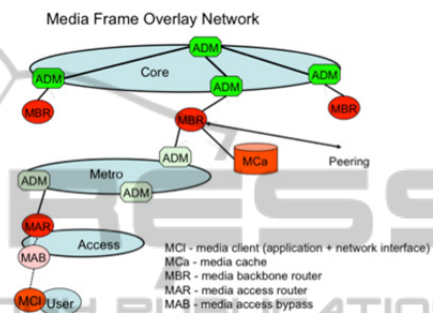 Media Frame Overlay Network
ADM
Core
ADM
ADM
ADM
MBR
MBR
MBR
ADM
MCa
Peering
Metro
ADM
ADM
MAR
Access
MAB
MCI
User
MCI - media client (application + network interface)
MCa - media cache
MBR - media backbone router
MAR - media access router
MAB - media access bypass